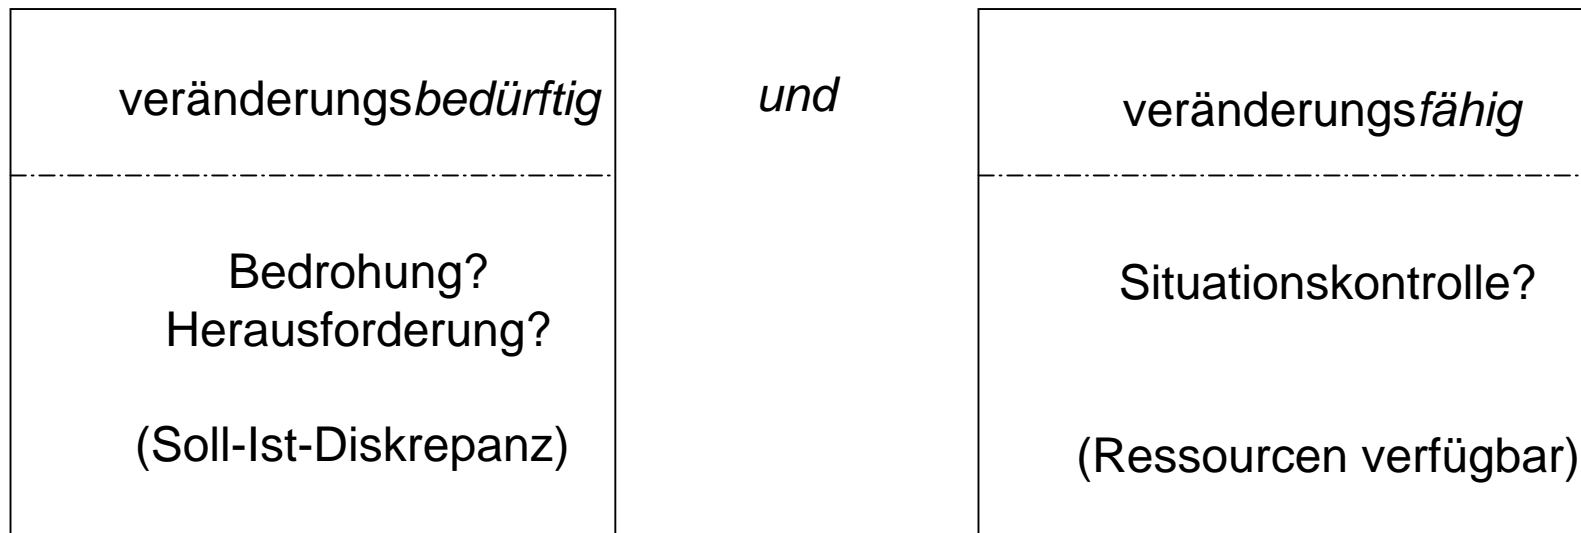 veränderungsbedürftig
und
veränderungsfähig
Bedrohung?
Herausforderung?
(Soll-Ist-Diskrepanz)
Situationskontrolle?
(Ressourcen verfügbar)